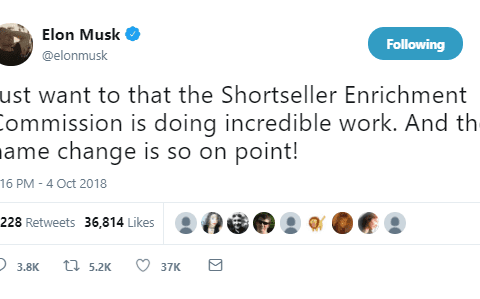 Elon Musk
@elonmusk
Following
ust want to that the Shortseller Enrichment
Commission is doing incredible work. And the
name change is so on point!
:16 PM - 4 Oct 2018
228 Retweets 36,814 Likes
3.8K 5.2K 37K